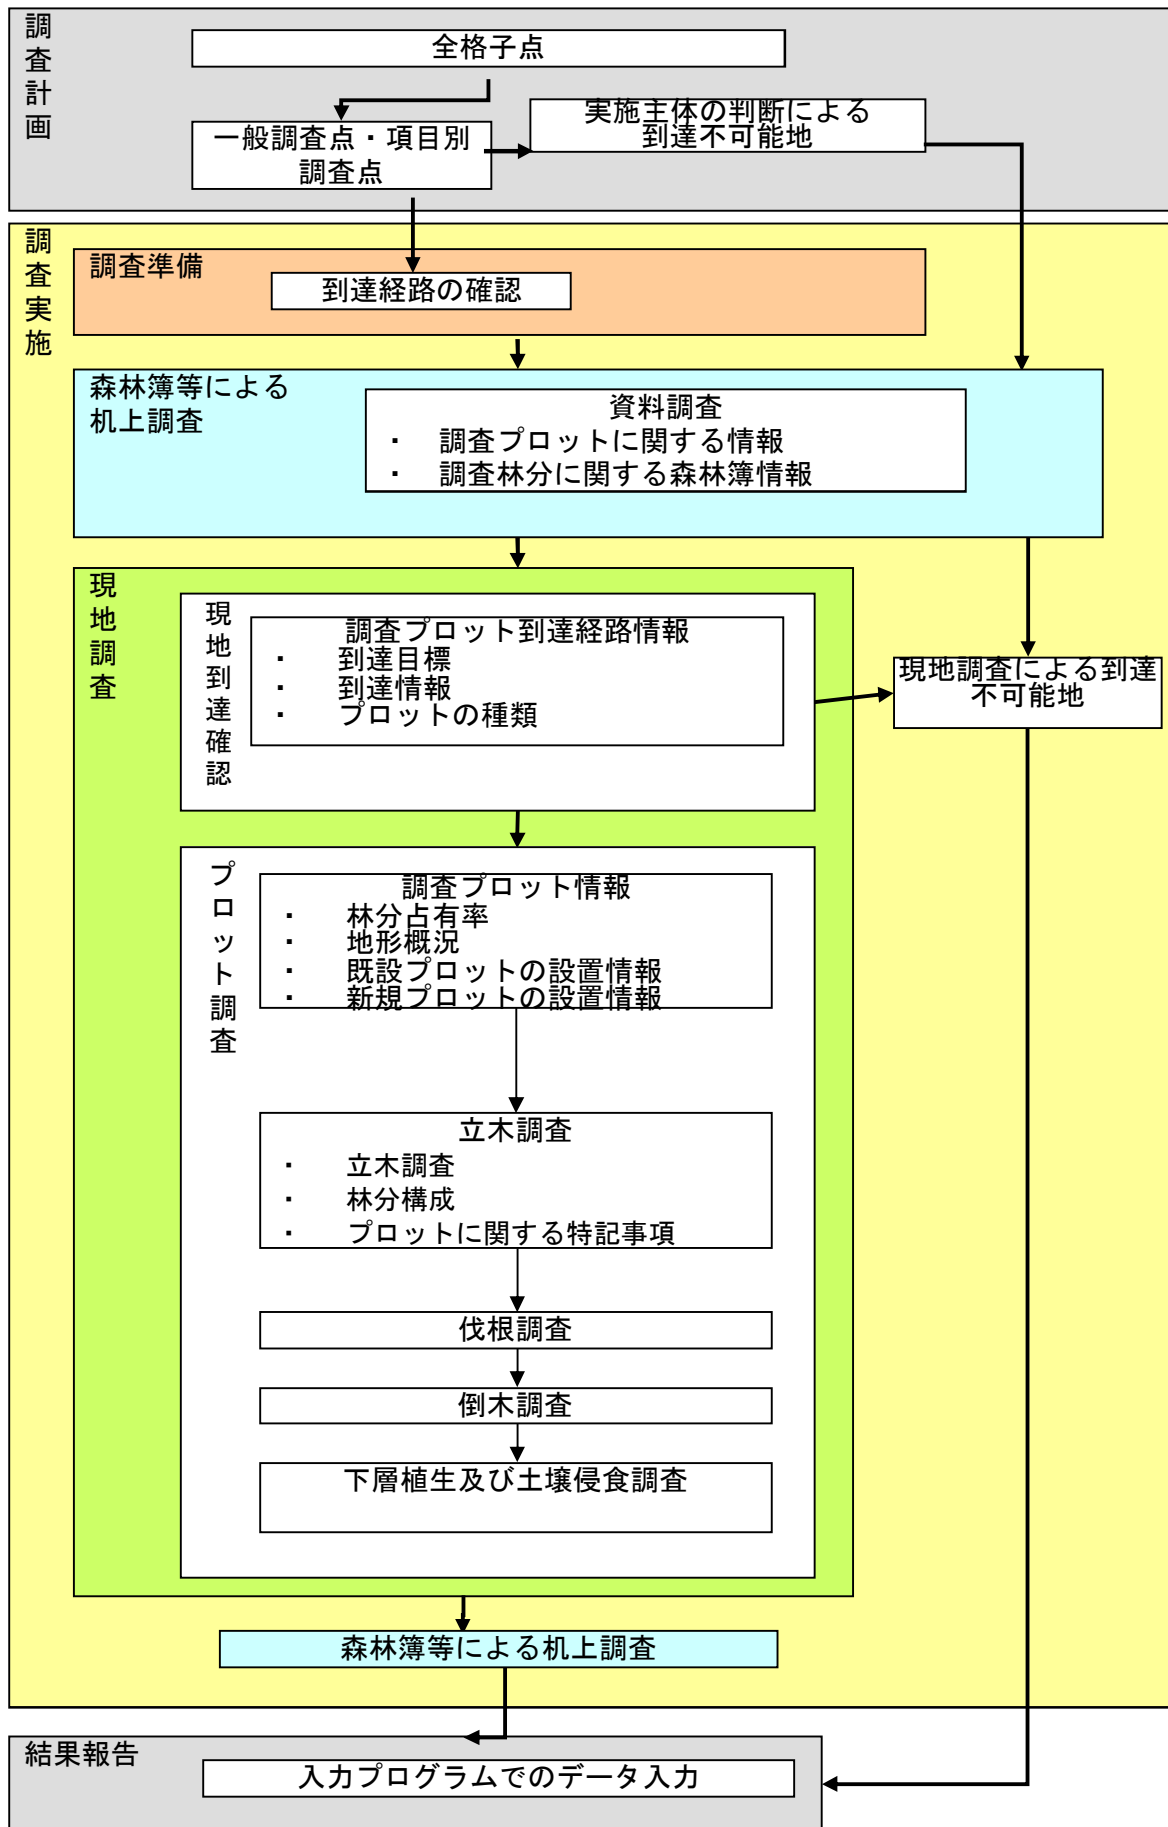 調査計画
全格子点
一般調査点・項目別
調査点
実施主体の判断による
到達不可能地
調査実施
調査準備
到達経路の確認
森林簿等による
机上調査
資料調査
・ 調査プロットに関する情報
・ 調査林分に関する森林簿情報
現地調査
現地到達確認
調査プロット到達経路情報
・ 到達目標
・ 到達情報
・ プロットの種類
現地調査による到達
不可能地
プロット調査
調査プロット情報
・ 林分占有率
・ 地形概況
・ 既設プロットの設置情報
・ 新規プロットの設置情報
立木調査
・ 立木調査
・ 林分構成
・ プロットに関する特記事項
伐根調査
倒木調査
下層植生及び土壌侵食調査
森林簿等による机上調査
結果報告
入力プログラムでのデータ入力